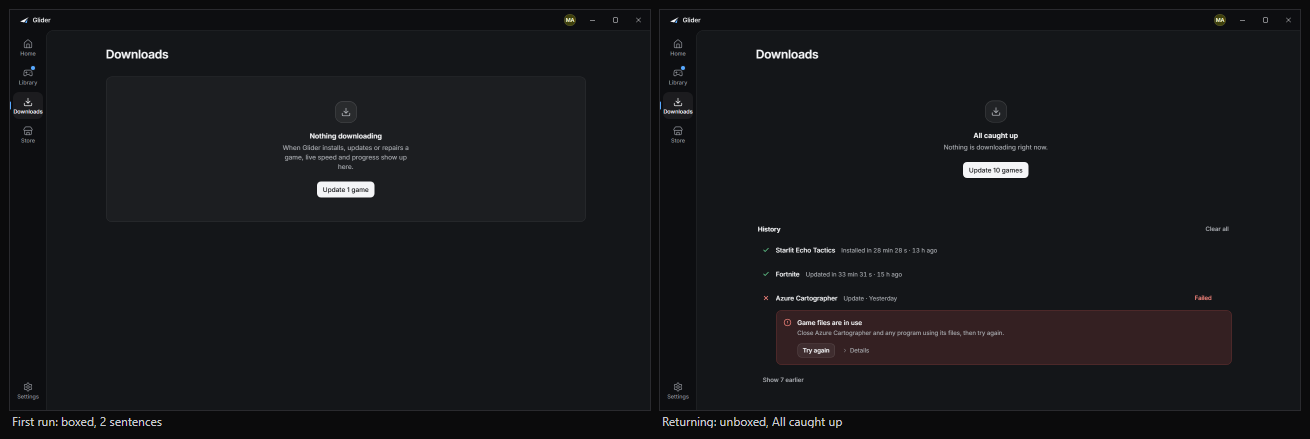 Glider
MA
Home
Library
Downloads
Store
Settings
Downloads
Nothing downloading
When Glider installs, updates or repairs a
game, live speed and progress show up
here.
Update 1 game
First run: boxed, 2 sentences
Glider
MA
Home
Library
Downloads
Store
Settings
Downloads
All caught up
Nothing is downloading right now.
Update 10 games
History
Clear all
Starlit Echo Tactics Installed in 28 min 28 s · 13 h ago
Fortnite Updated in 33 min 31 s · 15 h ago
Azure Cartographer Update · Yesterday
Failed
Game files are in use
Close Azure Cartographer and any program using its files, then try again.
Try again
Details
Show 7 earlier
Returning: unboxed, All caught up